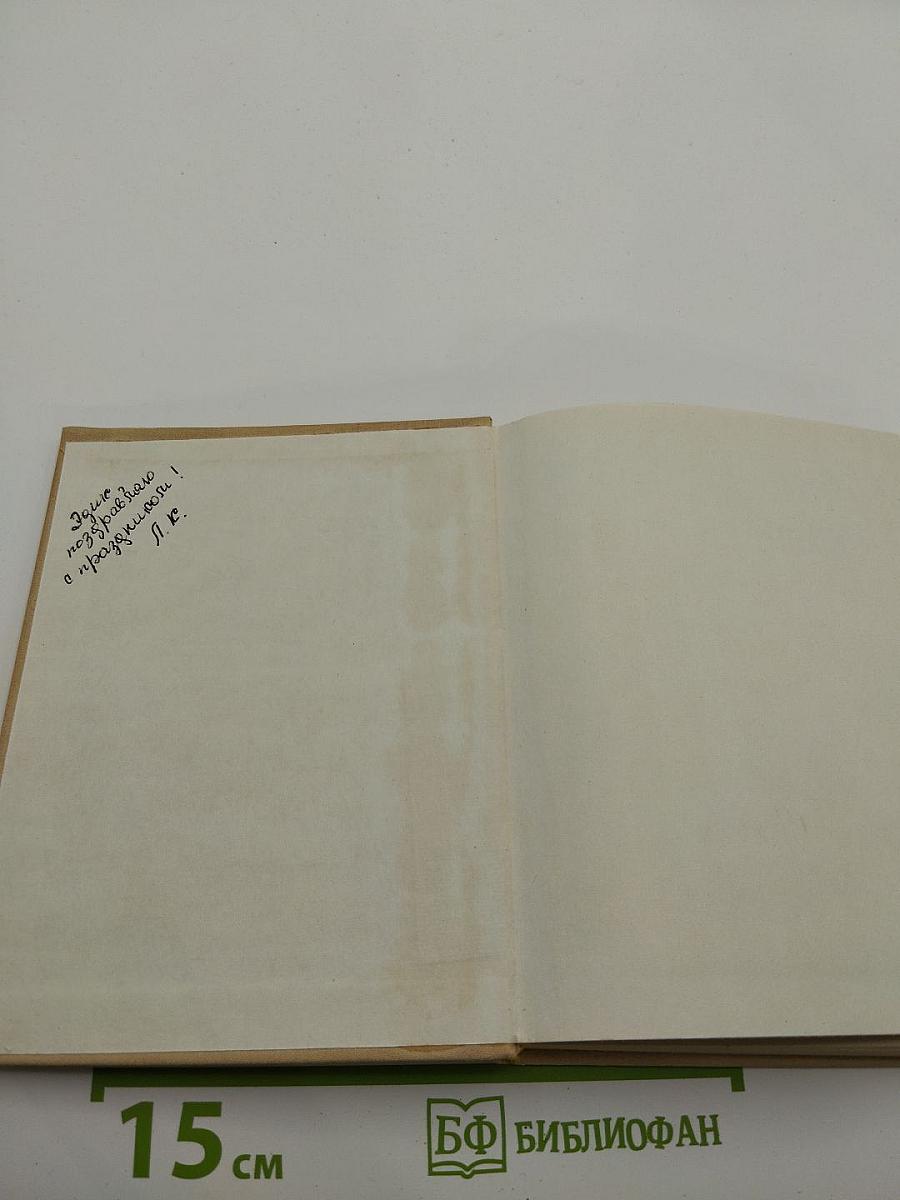 Эдик
поздравляю
с праздником!
Л.К.
15 см
БФ БИБЛИОФАН